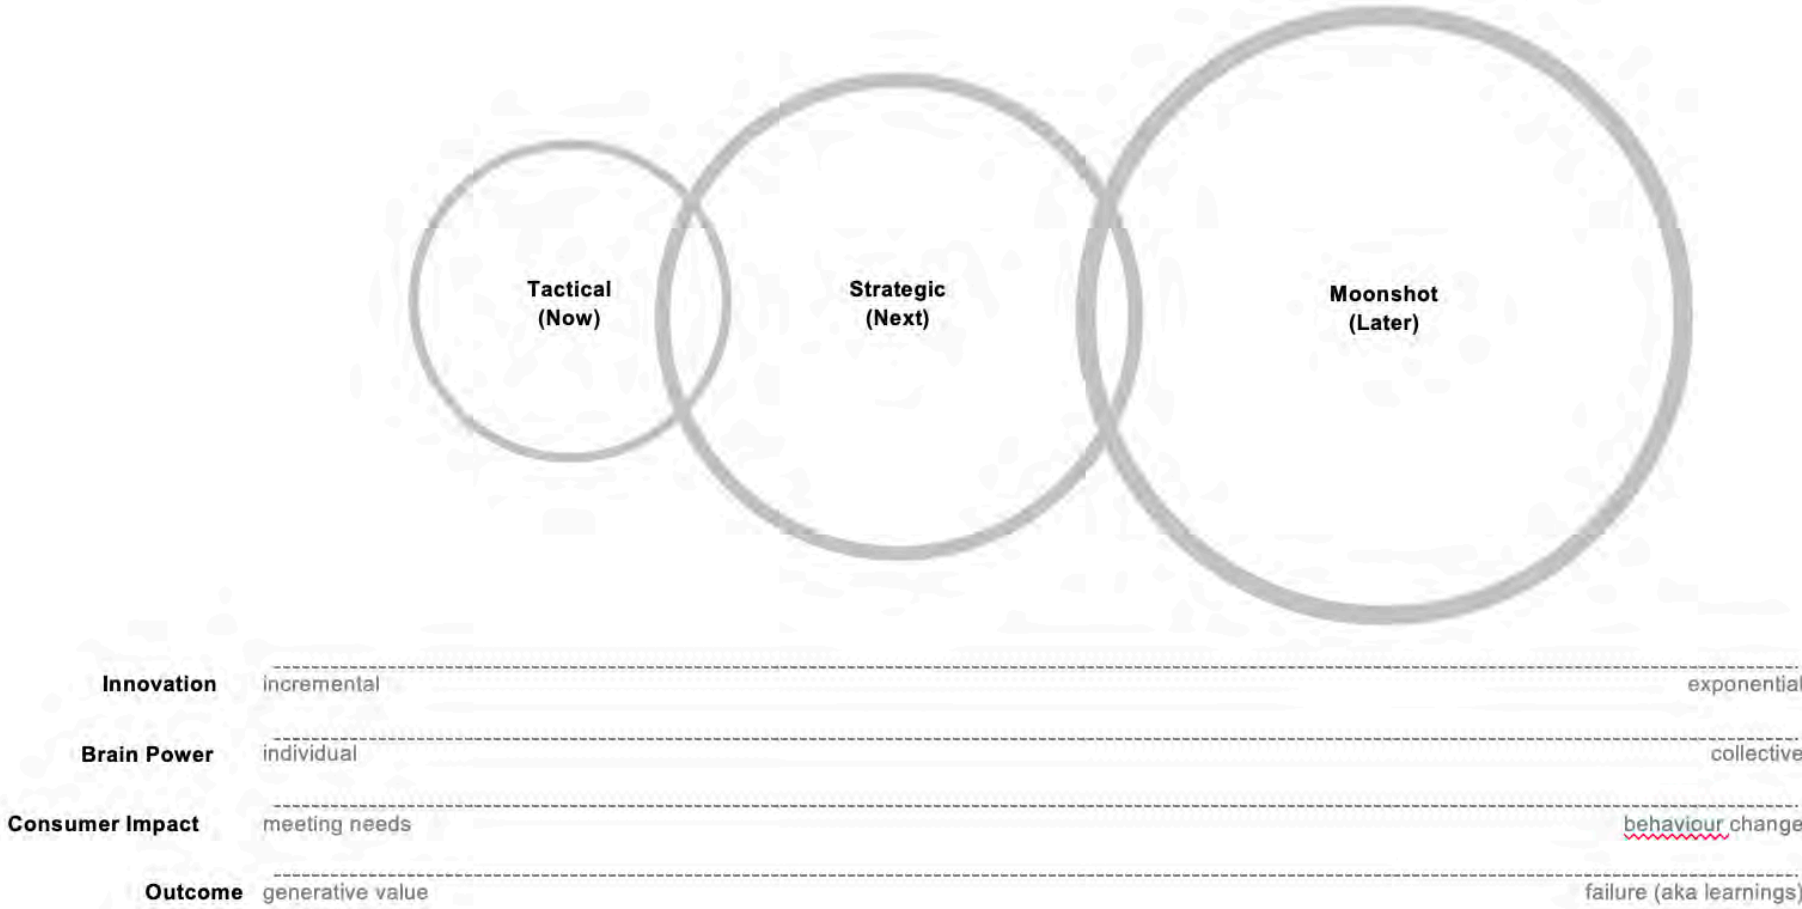 Tactical
(Now)
Strategic
(Next)
Moonshot
(Later)
Innovation incremental exponential
Brain Power individual collective
Consumer Impact meeting needs behaviour change
Outcome generative value failure (aka learnings)